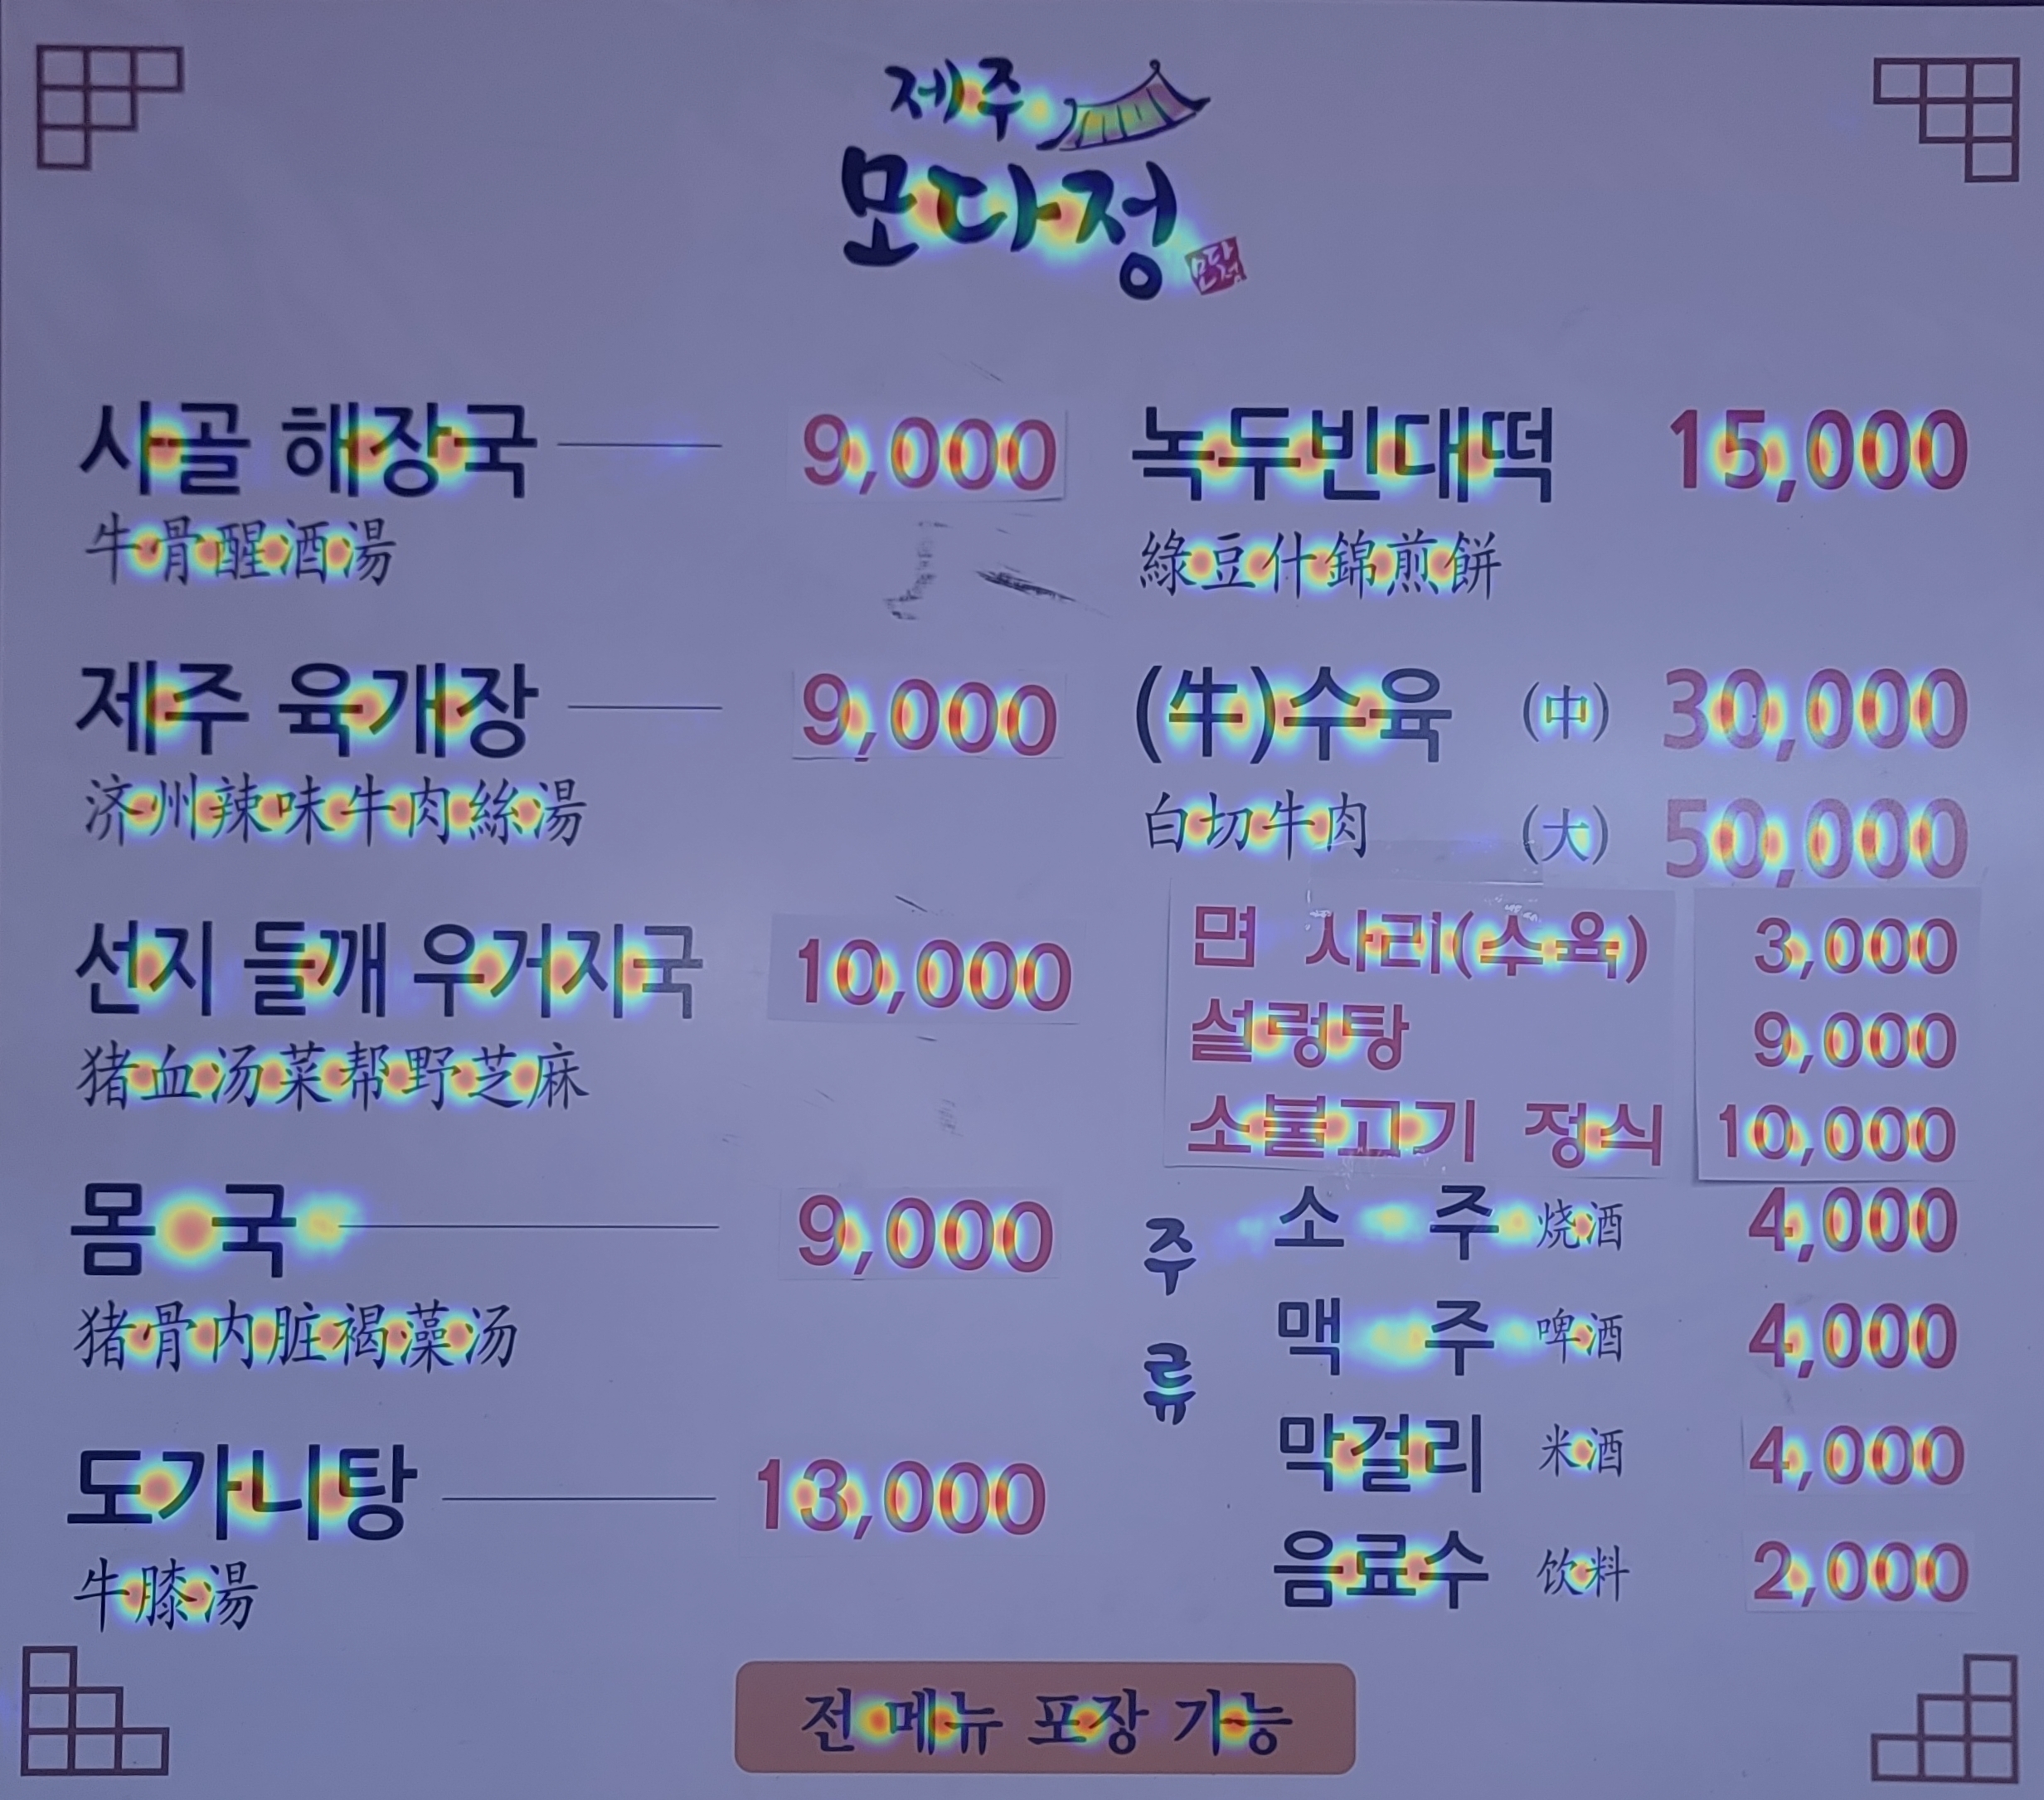 제주
모다정
모다정
사골 해장국 9,000
牛骨醒酒湯
제주 육개장 9,000
济州辣味牛肉絲湯
선지 들깨 우거지국 10,000
猪血汤菜帮野芝麻
몸 국 9,000
猪骨内脏褐藻汤
도가니탕 13,000
牛膝湯
녹두빈대떡 15,000
綠豆什錦煎餅
(牛)수육 (中) 30,000
白切牛肉 (大) 50,000
면 사리(수육) 3,000
설렁탕 9,000
소불고기 정식 10,000
주류
소 주 烧酒 4,000
맥 주 啤酒 4,000
막걸리 米酒 4,000
음료수 饮料 2,000
전 메뉴 포장 가능